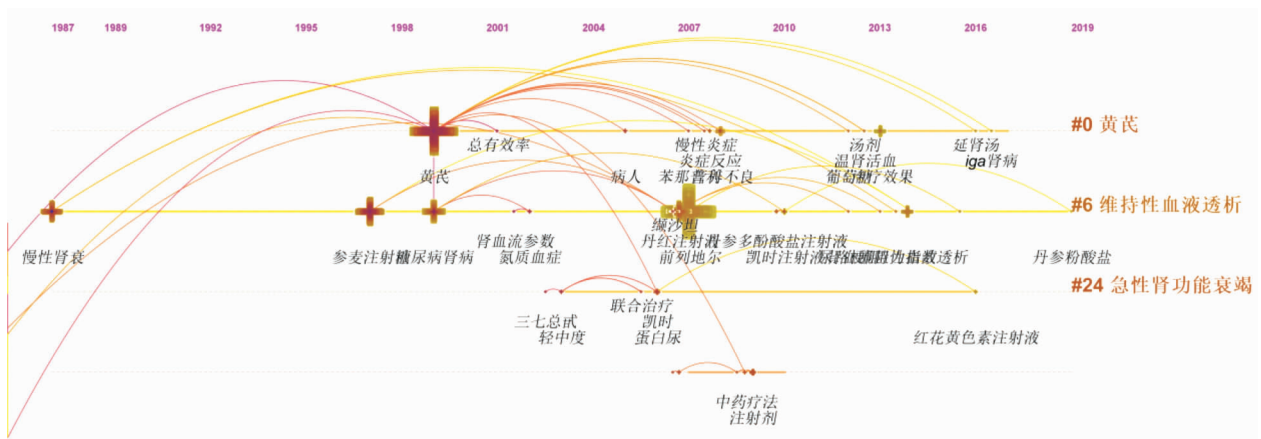 1987 1989 1992 1995 1998 2001 2004 2007 2010 2013 2016 2019
#0 黄芪
总有效率 慢性炎症 汤剂 延肾汤
炎症反应 温肾活血 iga肾病
黄芪 病人 苯那普利 不良 葡萄糖 疗效果
#6 维持性血液透析
缬沙坦
肾血流参数 丹红注射液 丹参多酚酸盐注射液
慢性肾衰 参麦注射液 糖尿病肾病 氮质血症 前列地尔 凯时注射液 透析 丹参粉酸盐
#24 急性肾功能衰竭
联合治疗
三七总甙 凯时
轻中度 蛋白尿 红花黄色素注射液
中药疗法
注射剂